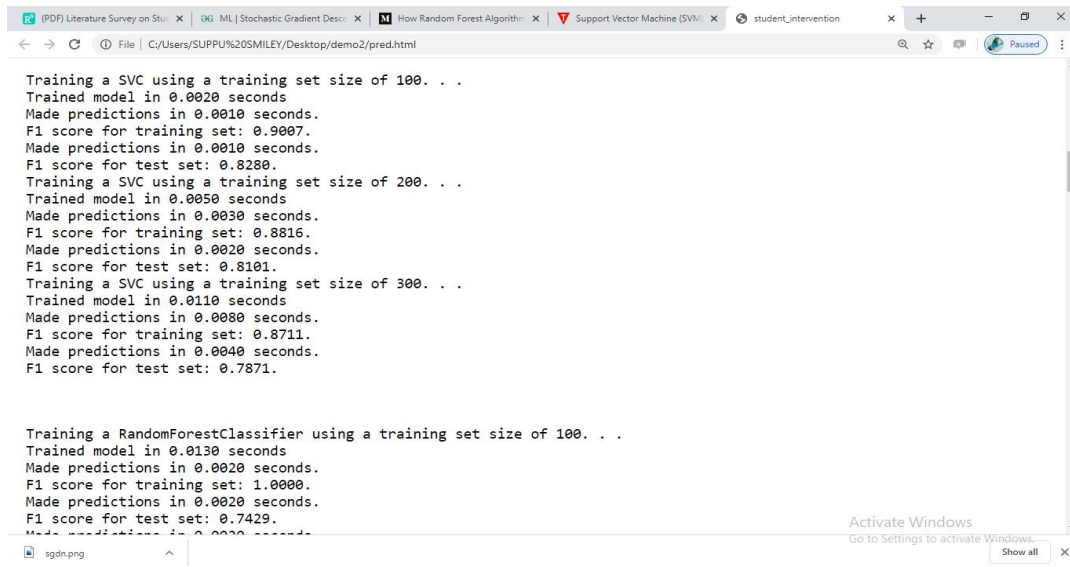 (PDF) Literature Survey on Stu
ML | Stochastic Gradient Desce
How Random Forest Algorithm
Support Vector Machine (SVM)
student_intervention
File | C:/Users/SUPPU%20SMILEY/Desktop/demo2/pred.html
Paused
Training a SVC using a training set size of 100. . .
Trained model in 0.0020 seconds
Made predictions in 0.0010 seconds.
F1 score for training set: 0.9007.
Made predictions in 0.0010 seconds.
F1 score for test set: 0.8280.
Training a SVC using a training set size of 200. . .
Trained model in 0.0050 seconds
Made predictions in 0.0030 seconds.
F1 score for training set: 0.8816.
Made predictions in 0.0020 seconds.
F1 score for test set: 0.8101.
Training a SVC using a training set size of 300. . .
Trained model in 0.0110 seconds
Made predictions in 0.0080 seconds.
F1 score for training set: 0.8711.
Made predictions in 0.0040 seconds.
F1 score for test set: 0.7871.
Training a RandomForestClassifier using a training set size of 100. . .
Trained model in 0.0130 seconds
Made predictions in 0.0020 seconds.
F1 score for training set: 1.0000.
Made predictions in 0.0020 seconds.
F1 score for test set: 0.7429.
Made predictions in 0.0020 seconds.
Activate Windows
Go to Settings to activate Windows.
sgdn.png
Show all